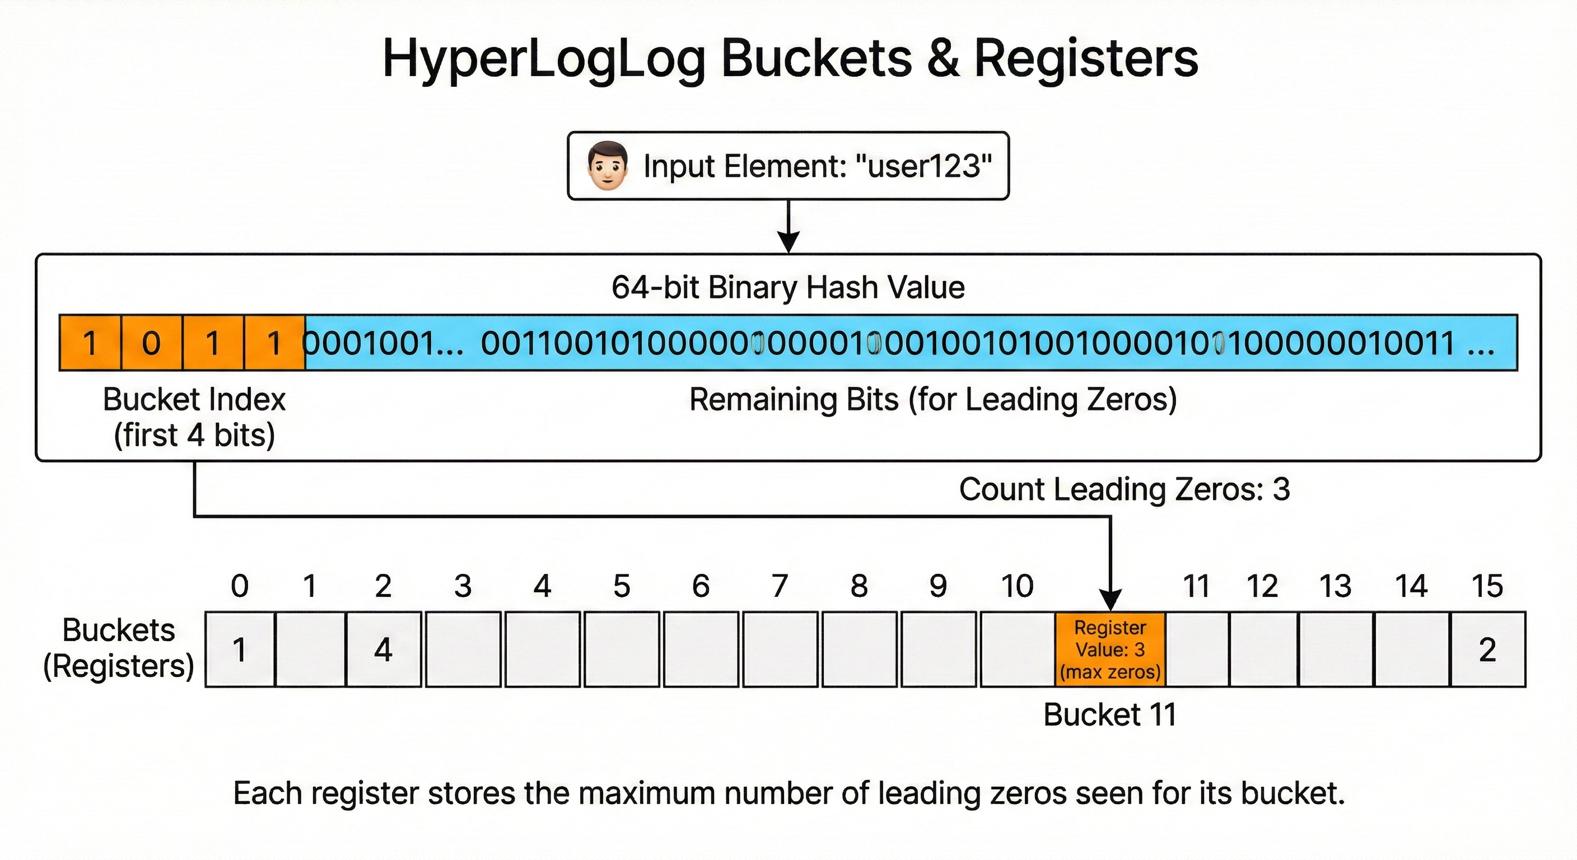 HyperLogLog Buckets & Registers
Input Element: "user123"
64-bit Binary Hash Value
1 0 1 1 0001001... ...
Bucket Index
(first 4 bits)
Remaining Bits (for Leading Zeros)
Count Leading Zeros: 3
0 1 2 3 4 5 6 7 8 9 10 11 12 13 14 15
Buckets
(Registers)
1 4
Register
Value: 3
(max zeros)
2
Bucket 11
Each register stores the maximum number of leading zeros seen for its bucket.